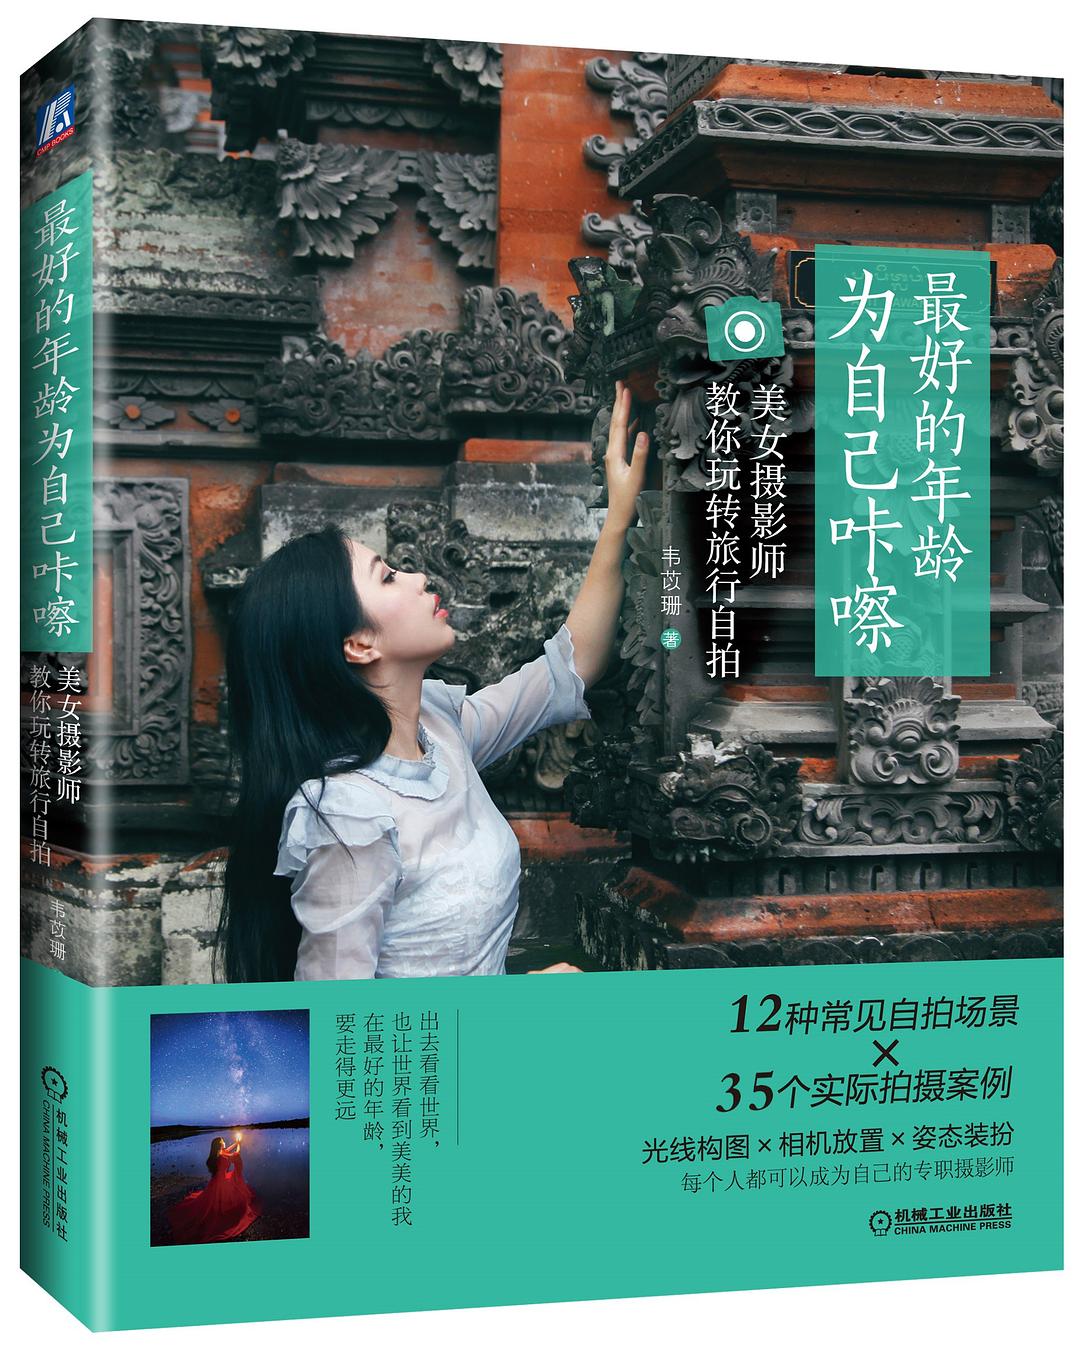 CMP BOOKS
最好的年龄为自己咔嚓
美女摄影师
教你玩转旅行自拍
韦苡珊
机械工业出版社
CHINA MACHINE PRESS
最好的年龄
为自己咔嚓
美女摄影师
教你玩转旅行自拍
韦苡珊 著
出去看看世界，
也让世界看到美美的我
在最好的年龄，
要走得更远
12种常见自拍场景
×
35个实际拍摄案例
光线构图×相机放置×姿态装扮
每个人都可以成为自己的专职摄影师
机械工业出版社
CHINA MACHINE PRESS